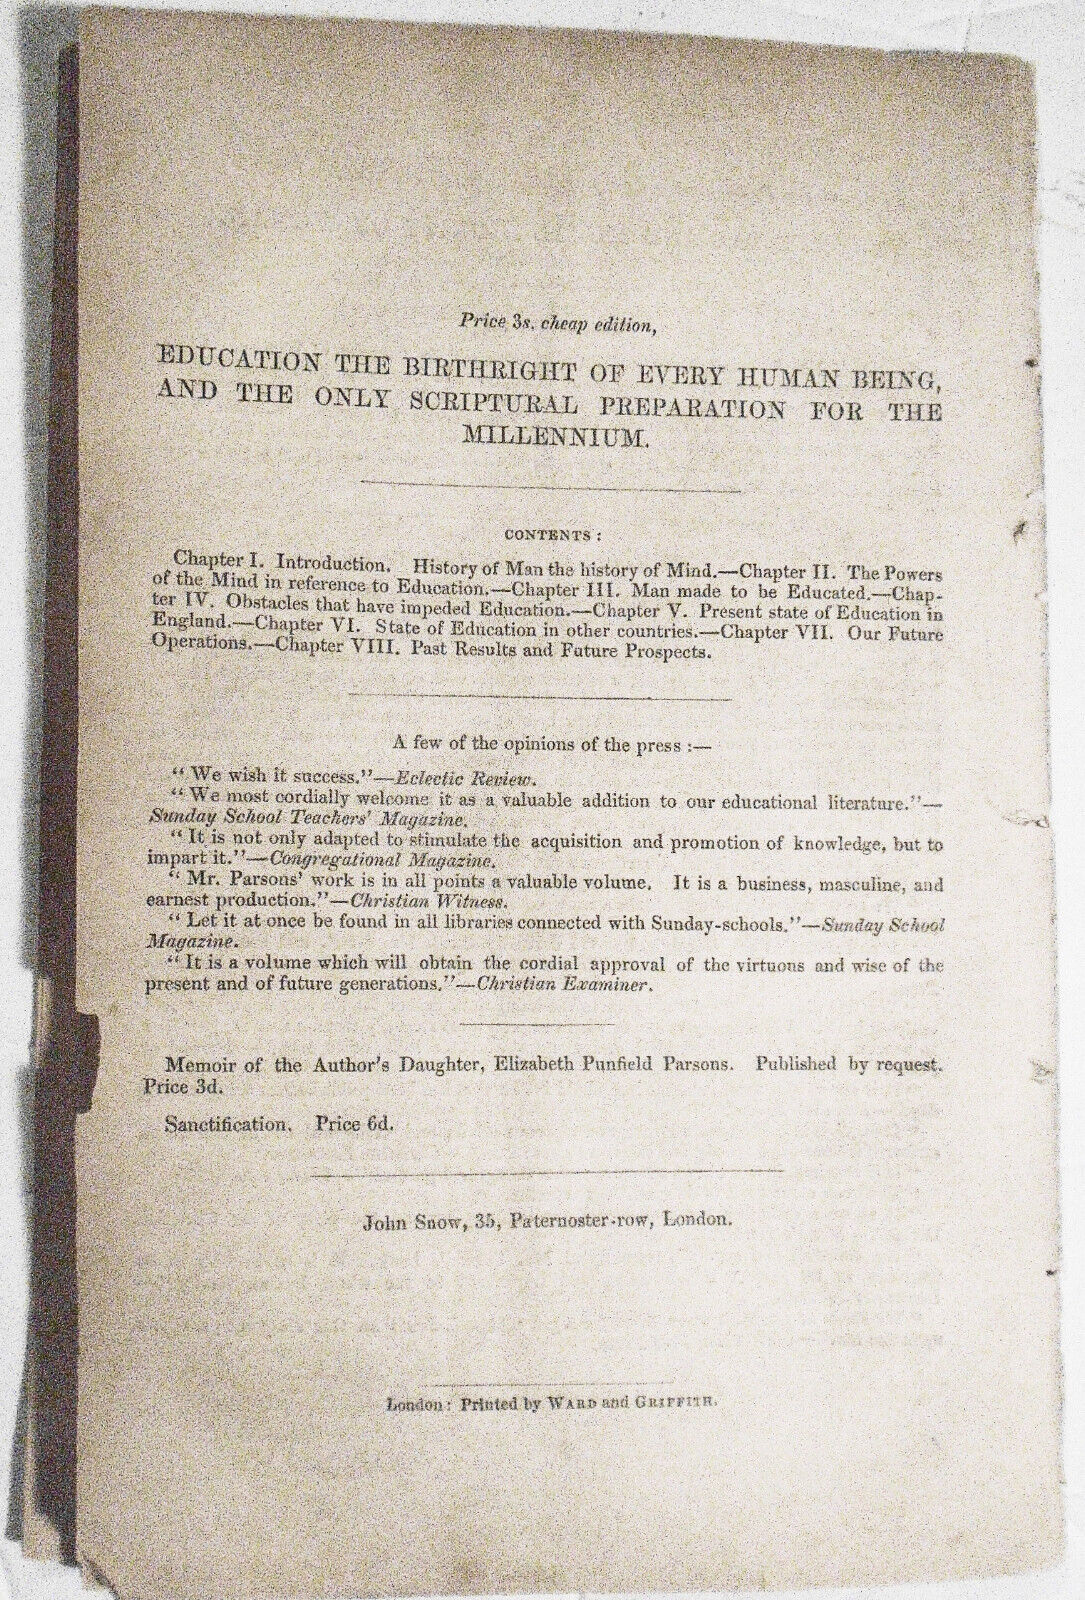 Price 3s. cheap edition,
EDUCATION THE BIRTHRIGHT OF EVERY HUMAN BEING,
AND THE ONLY SCRIPTURAL PREPARATION FOR THE
MILLENNIUM.
CONTENTS:
Chapter I. Introduction. History of Man the history of Mind.—Chapter II. The Powers
of the Mind in reference to Education.—Chapter III. Man made to be Educated.—Chap-
ter IV. Obstacles that have impeded Education.—Chapter V. Present state of Education in
England.—Chapter VI. State of Education in other countries.—Chapter VII. Our Future
Operations.—Chapter VIII. Past Results and Future Prospects.
A few of the opinions of the press:—
"We wish it success."—Eclectic Review.
"We most cordially welcome it as a valuable addition to our educational literature."—
Sunday School Teachers' Magazine.
"It is not only adapted to stimulate the acquisition and promotion of knowledge, but to
impart it."—Congregational Magazine.
"Mr. Parsons' work is in all points a valuable volume. It is a business, masculine, and
earnest production."—Christian Witness.
"Let it at once be found in all libraries connected with Sunday-schools."—Sunday School
Magazine.
"It is a volume which will obtain the cordial approval of the virtuous and wise of the
present and of future generations."—Christian Examiner.
Memoir of the Author's Daughter, Elizabeth Punfield Parsons. Published by request.
Price 3d.
Sanctification. Price 6d.
John Snow, 35, Paternoster-row, London.
London: Printed by WARD and GRIFFITH.